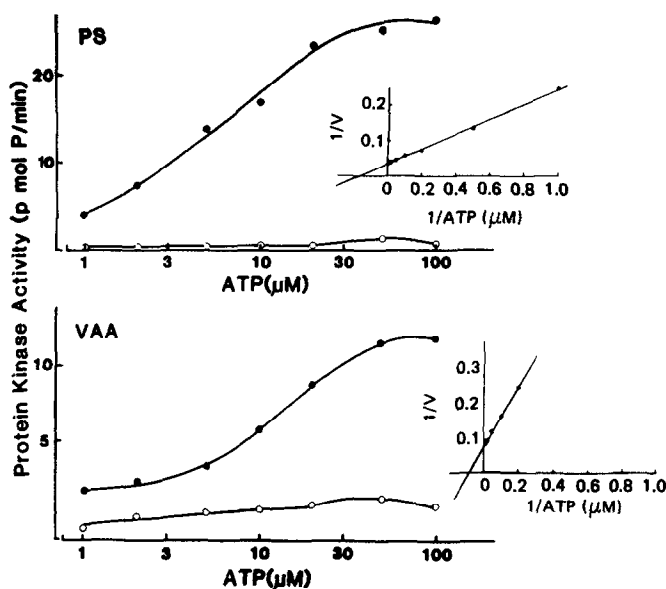 PS
Protein Kinase Activity (p mol P/min)
20
10
1 3 10 30 100
ATP(μM)
1/V
0.2
0.1
0 0.2 0.4 0.6 0.8 1.0
1/ATP (μM)
VAA
10
5
1 3 10 30 100
ATP(μM)
1/V
0.3
0.2
0.1
0 0.2 0.4 0.6 0.8 1.0
1/ATP (μM)